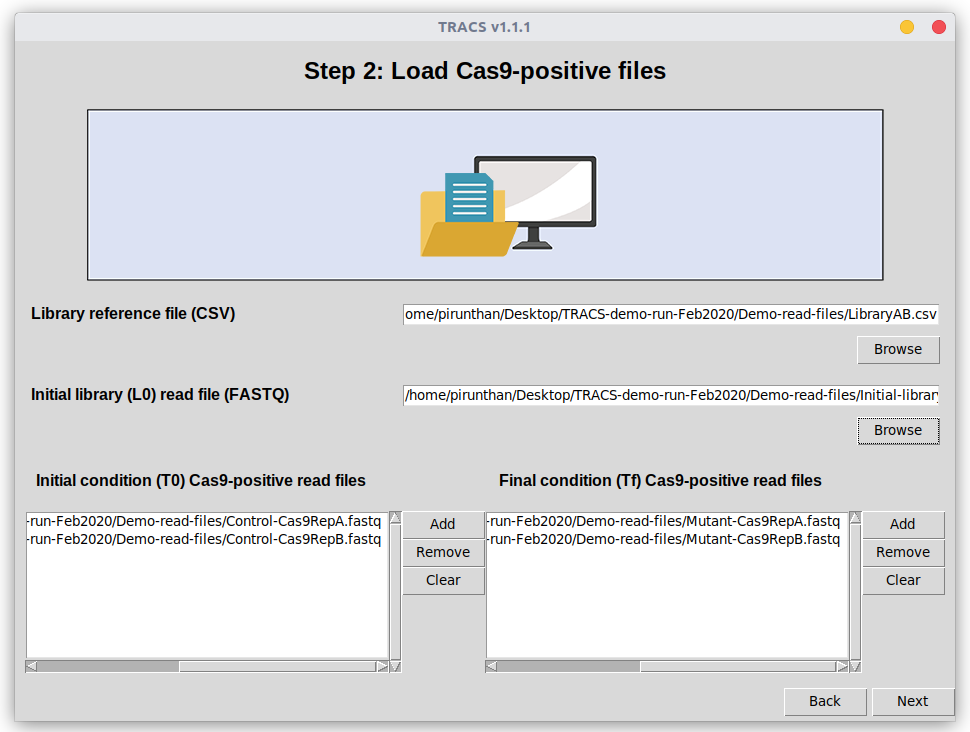 TRACS v1.1.1
Step 2: Load Cas9-positive files
Library reference file (CSV)
ome/pirunthan/Desktop/TRACS-demo-run-Feb2020/Demo-read-files/LibraryAB.csv
Browse
Initial library (L0) read file (FASTQ)
/home/pirunthan/Desktop/TRACS-demo-run-Feb2020/Demo-read-files/Initial-library
Browse
Initial condition (T0) Cas9-positive read files
Final condition (Tf) Cas9-positive read files
-run-Feb2020/Demo-read-files/Control-Cas9RepA.fastq
-run-Feb2020/Demo-read-files/Control-Cas9RepB.fastq
Add
Remove
Clear
-run-Feb2020/Demo-read-files/Mutant-Cas9RepA.fastq
-run-Feb2020/Demo-read-files/Mutant-Cas9RepB.fastq
Add
Remove
Clear
Back
Next